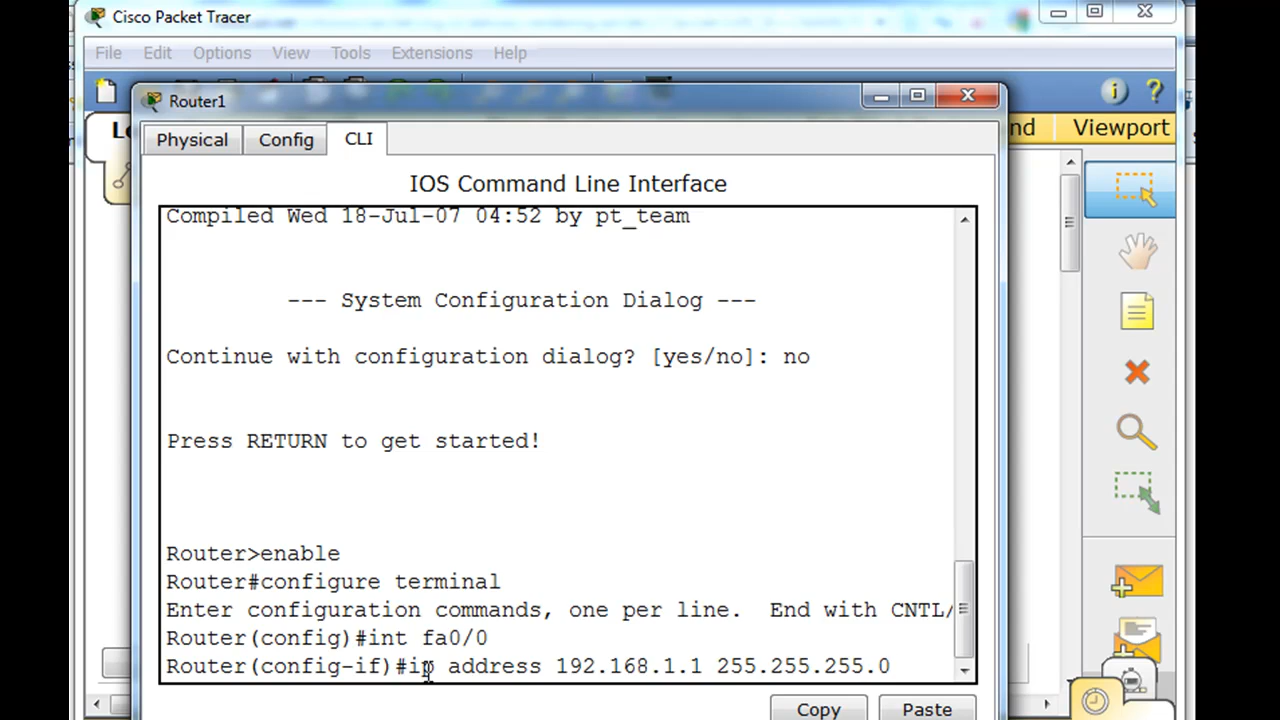 Cisco Packet Tracer
File Edit Options View Tools Extensions Help
Router1
i ?
Physical Config CLI
Viewport
IOS Command Line Interface
Compiled Wed 18-Jul-07 04:52 by pt_team
--- System Configuration Dialog ---
Continue with configuration dialog? [yes/no]: no
Press RETURN to get started!
Router>enable
Router#configure terminal
Enter configuration commands, one per line. End with CNTL/
Router(config)#int fa0/0
Router(config-if)#ip address 192.168.1.1 255.255.255.0
Copy Paste